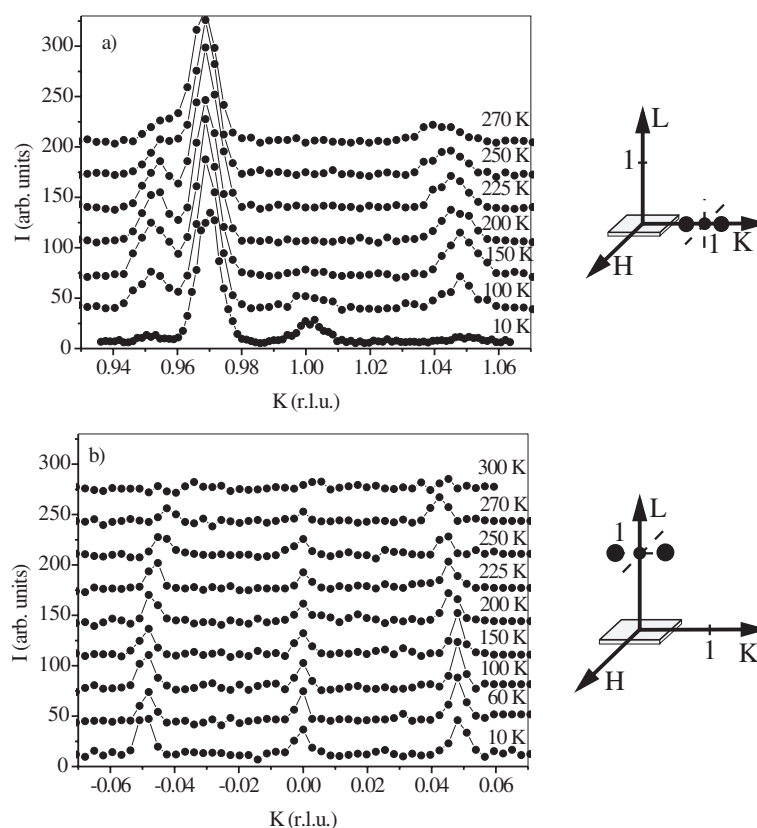 a)
I (arb. units)
300
250
200
150
100
50
0
270 K
250 K
225 K
200 K
150 K
100 K
10 K
0.94 0.96 0.98 1.00 1.02 1.04 1.06
K (r.l.u.)
L
1
1 K
H
b)
I (arb. units)
300
250
200
150
100
50
0
300 K
270 K
250 K
225 K
200 K
150 K
100 K
60 K
10 K
-0.06 -0.04 -0.02 0.00 0.02 0.04 0.06
K (r.l.u.)
L
1
1 K
H